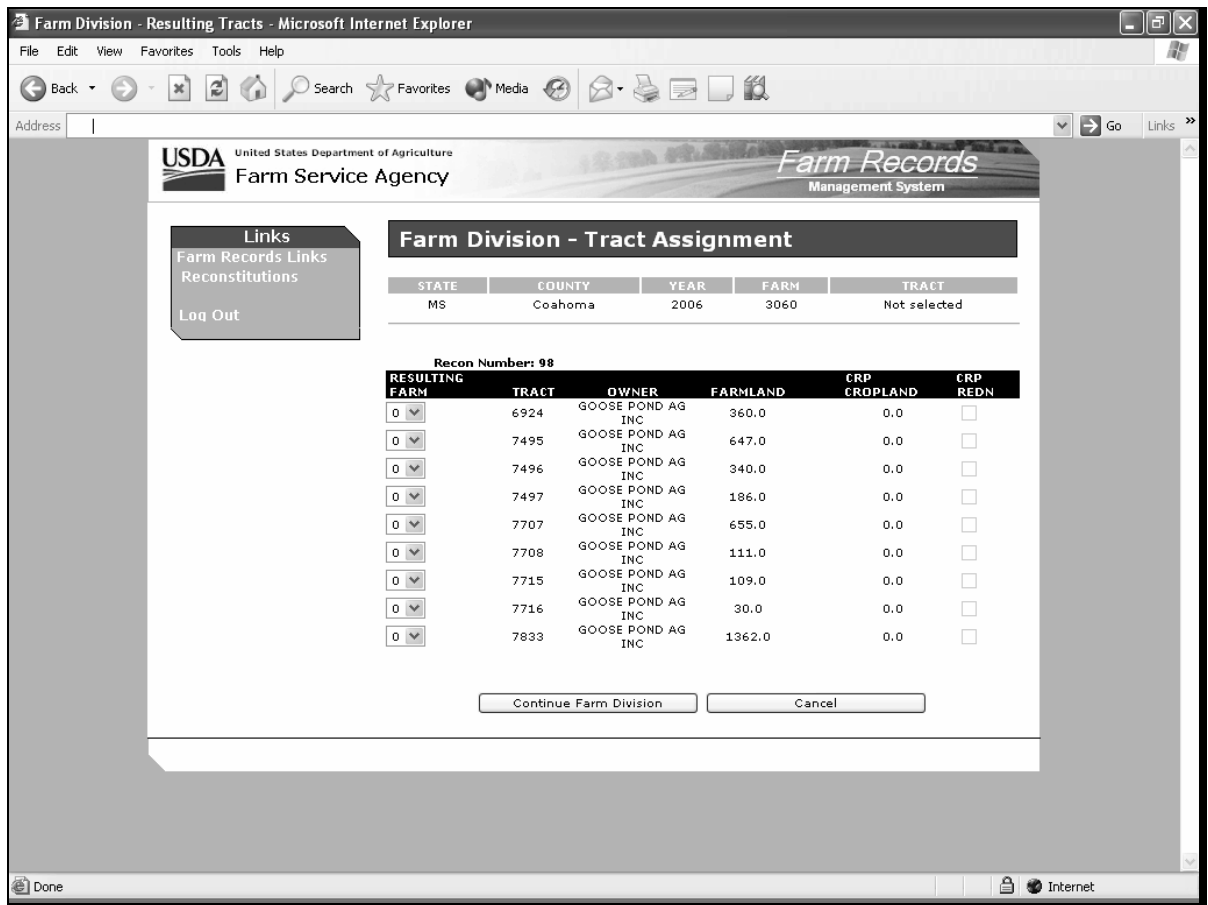 Farm Division - Resulting Tracts - Microsoft Internet Explorer
File Edit View Favorites Tools Help
Back Search Favorites Media
Address Go Links »
USDA United States Department of Agriculture
Farm Service Agency
Farm Records
Management System
Links
Farm Records Links
Reconstitutions
Log Out
Farm Division - Tract Assignment
STATE COUNTY YEAR FARM TRACT
MS Coahoma 2006 3060 Not selected
Recon Number: 98
RESULTING FARM TRACT OWNER FARMLAND CRP CROPLAND CRP REDN
0 6924 GOOSE POND AG INC 360.0 0.0
0 7495 GOOSE POND AG INC 647.0 0.0
0 7496 GOOSE POND AG INC 340.0 0.0
0 7497 GOOSE POND AG INC 186.0 0.0
0 7707 GOOSE POND AG INC 655.0 0.0
0 7708 GOOSE POND AG INC 111.0 0.0
0 7715 GOOSE POND AG INC 109.0 0.0
0 7716 GOOSE POND AG INC 30.0 0.0
0 7833 GOOSE POND AG INC 1362.0 0.0
Continue Farm Division Cancel
Done Internet